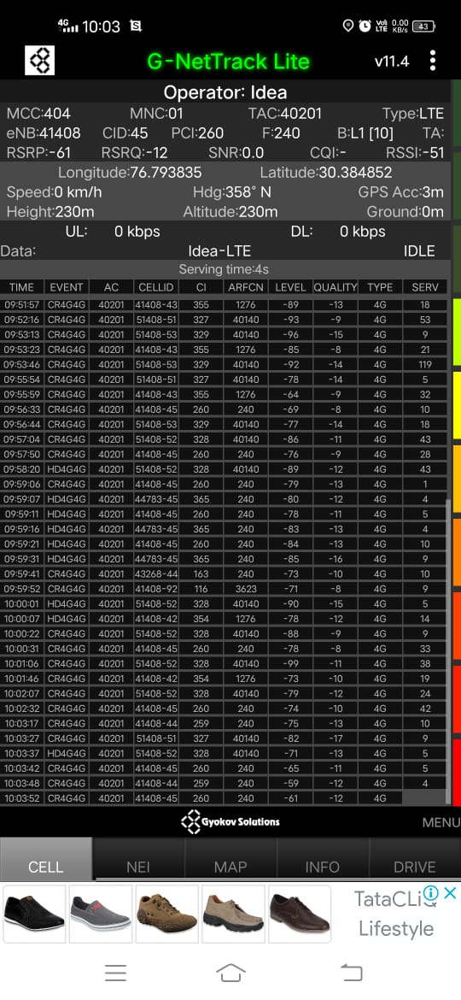 4G 10:03 S VoI) LTE 0.00 KB/s 43
G-NetTrack Lite v11.4
Operator: Idea
MCC:404 MNC:01 TAC:40201 Type:LTE
eNB:41408 CID:45 PCI:260 F:240 B:L1 [10] TA:
RSRP:-61 RSRQ:-12 SNR:0.0 CQI:- RSSI:-51
Longitude:76.793835 Latitude:30.384852
Speed:0 km/h Hdg:358° N GPS Acc:3m
Height:230m Altitude:230m Ground:0m
UL: 0 kbps DL: 0 kbps
Data: Idea-LTE IDLE
Serving time:4s
TIME EVENT AC CELLID CI ARFCN LEVEL QUALITY TYPE SERV
09:51:57 CR4G4G 40201 41408-43 355 1276 -89 -13 4G 18
09:52:16 CR4G4G 40201 51408-51 327 40140 -93 -9 4G 53
09:53:13 CR4G4G 40201 51408-53 329 40140 -96 -15 4G 9
09:53:23 CR4G4G 40201 41408-43 355 1276 -85 -8 4G 21
09:53:46 CR4G4G 40201 51408-53 329 40140 -92 -14 4G 119
09:55:54 CR4G4G 40201 51408-51 327 40140 -78 -14 4G 5
09:55:59 CR4G4G 40201 41408-43 355 1276 -64 -9 4G 32
09:56:33 CR4G4G 40201 41408-45 260 240 -69 -8 4G 10
09:56:44 CR4G4G 40201 51408-53 329 40140 -77 -14 4G 18
09:57:04 CR4G4G 40201 51408-52 328 40140 -86 -11 4G 43
09:57:50 CR4G4G 40201 41408-45 260 240 -76 -9 4G 28
09:58:20 HD4G4G 40201 51408-52 328 40140 -89 -12 4G 43
09:59:06 CR4G4G 40201 41408-45 260 240 -79 -13 4G 1
09:59:07 HD4G4G 40201 44783-45 365 240 -80 -12 4G 4
09:59:11 HD4G4G 40201 41408-45 260 240 -78 -11 4G 5
09:59:16 HD4G4G 40201 44783-45 365 240 -83 -13 4G 4
09:59:21 HD4G4G 40201 41408-45 260 240 -84 -13 4G 10
09:59:31 HD4G4G 40201 44783-45 365 240 -85 -16 4G 9
09:59:41 CR4G4G 40201 43268-44 163 240 -73 -10 4G 10
09:59:52 CR4G4G 40201 41408-92 116 3623 -71 -8 4G 9
10:00:01 HD4G4G 40201 51408-52 328 40140 -90 -15 4G 5
10:00:07 HD4G4G 40201 41408-42 354 1276 -78 -12 4G 14
10:00:22 CR4G4G 40201 51408-52 328 40140 -88 -9 4G 9
10:00:31 CR4G4G 40201 41408-45 260 240 -78 -8 4G 33
10:01:06 CR4G4G 40201 51408-52 328 40140 -99 -11 4G 38
10:01:46 CR4G4G 40201 41408-42 354 1276 -73 -10 4G 19
10:02:07 CR4G4G 40201 51408-52 328 40140 -79 -12 4G 24
10:02:32 CR4G4G 40201 41408-45 260 240 -74 -10 4G 42
10:03:17 CR4G4G 40201 41408-44 259 240 -75 -13 4G 10
10:03:27 CR4G4G 40201 51408-51 327 40140 -82 -17 4G 9
10:03:37 HD4G4G 40201 51408-52 328 40140 -71 -13 4G 5
10:03:42 CR4G4G 40201 41408-45 260 240 -65 -11 4G 5
10:03:48 CR4G4G 40201 41408-44 259 240 -59 -12 4G 4
10:03:52 CR4G4G 40201 41408-45 260 240 -61 -12 4G
Gyokov Solutions MENU
CELL NEI MAP INFO DRIVE
TataCLiQ
Lifestyle